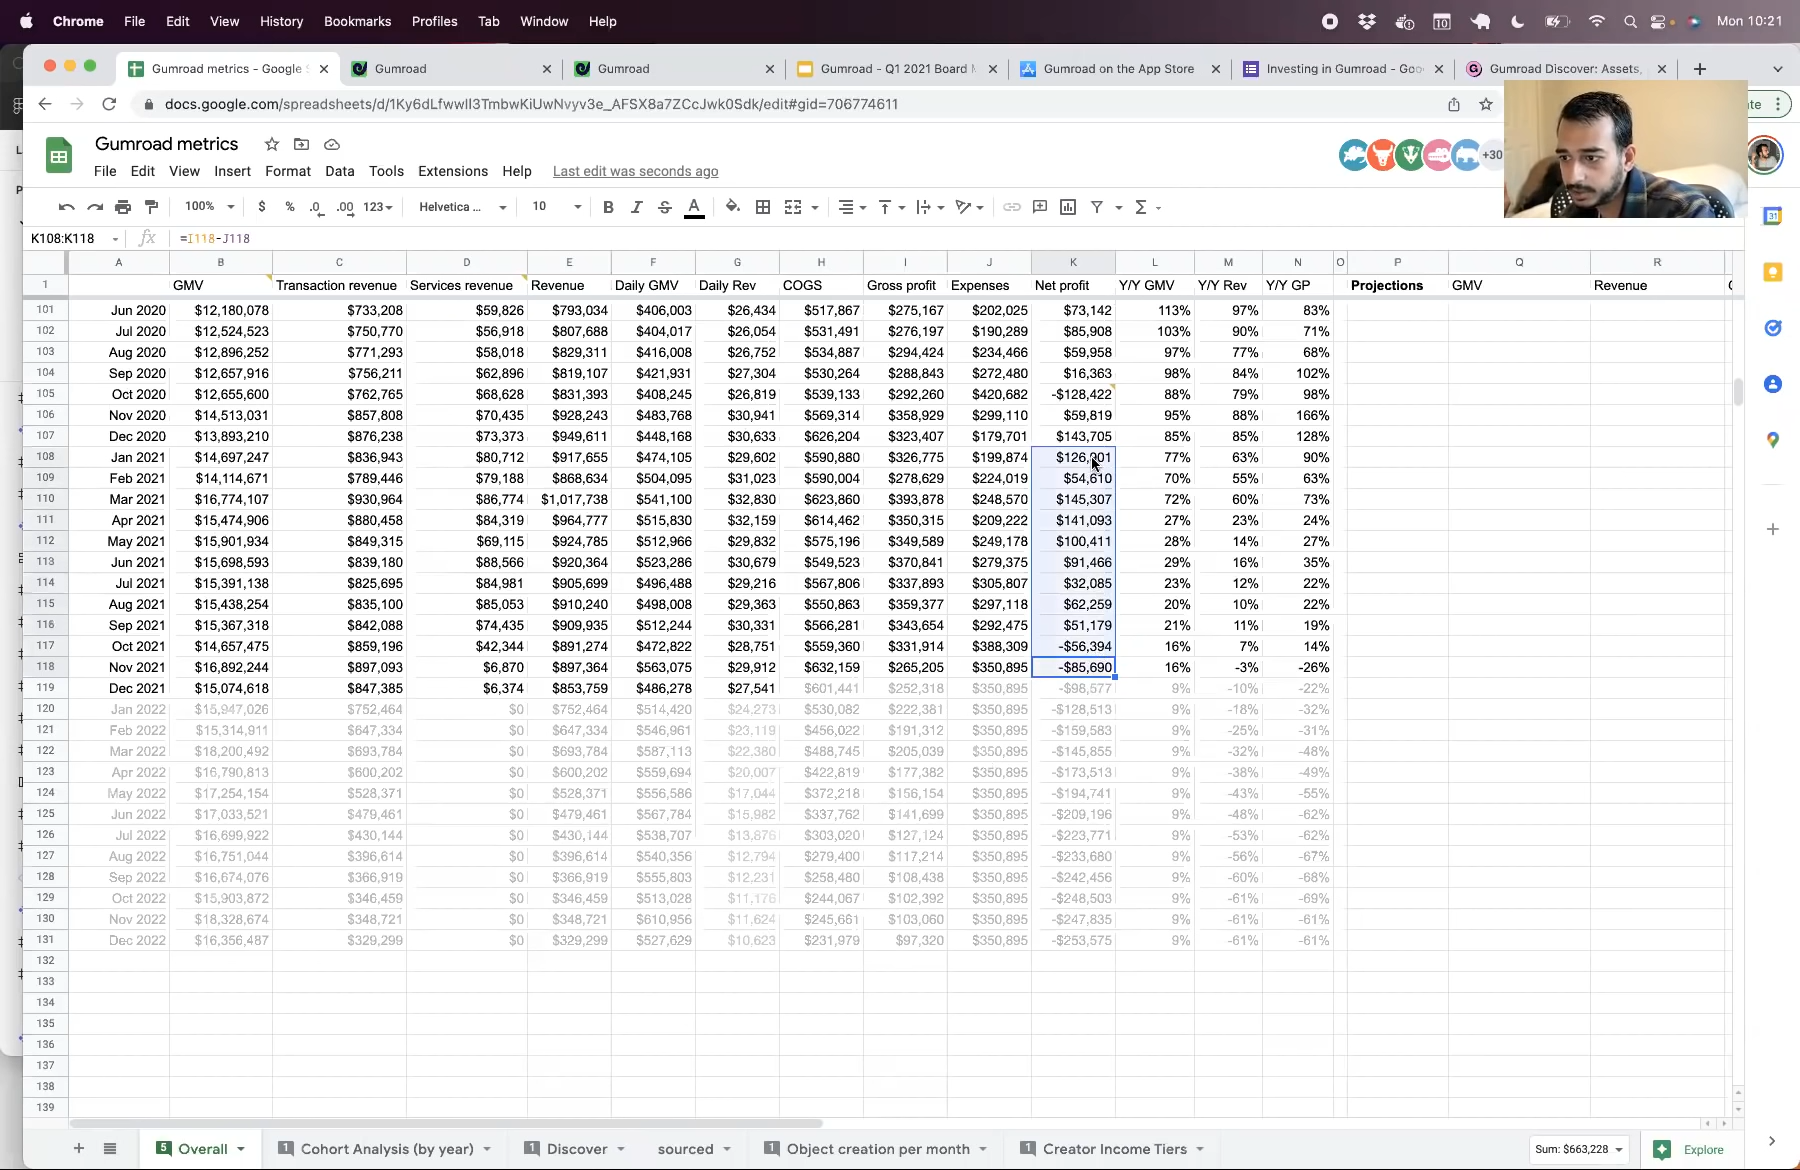 Chrome File Edit View History Bookmarks Profiles Tab Window Help 10 Mon 10:21
Gumroad metrics - Google S Gumroad Gumroad Gumroad - Q1 2021 Board M Gumroad on the App Store Investing in Gumroad - Goo Gumroad Discover: Assets,
Gumroad metrics
File Edit View Insert Format Data Tools Extensions Help Last edit was seconds ago
+30
100% $ % .0 .00 123 Helvetica ... 10 B I S A
K108:K118 fx =I118-J118
A B C D E F G H I J K L M N O P Q R
1 GMV Transaction revenue Services revenue Revenue Daily GMV Daily Rev COGS Gross profit Expenses Net profit Y/Y GMV Y/Y Rev Y/Y GP Projections GMV Revenue
101 Jun 2020 $12,180,078 $733,208 $59,826 $793,034 $406,003 $26,434 $517,867 $275,167 $202,025 $73,142 113% 97% 83%
102 Jul 2020 $12,524,523 $750,770 $56,918 $807,688 $404,017 $26,054 $531,491 $276,197 $190,289 $85,908 103% 90% 71%
103 Aug 2020 $12,896,252 $771,293 $58,018 $829,311 $416,008 $26,752 $534,887 $294,424 $234,466 $59,958 97% 77% 68%
104 Sep 2020 $12,657,916 $756,211 $62,896 $819,107 $421,931 $27,304 $530,264 $288,843 $272,480 $16,363 98% 84% 102%
105 Oct 2020 $12,655,600 $762,765 $68,628 $831,393 $408,245 $26,819 $539,133 $292,260 $420,682 -$128,422 88% 79% 98%
106 Nov 2020 $14,513,031 $857,808 $70,435 $928,243 $483,768 $30,941 $569,314 $358,929 $299,110 $59,819 95% 88% 166%
107 Dec 2020 $13,893,210 $876,238 $73,373 $949,611 $448,168 $30,633 $626,204 $323,407 $179,701 $143,705 85% 85% 128%
108 Jan 2021 $14,697,247 $836,943 $80,712 $917,655 $474,105 $29,602 $590,880 $326,775 $199,874 77% 63% 90%
109 Feb 2021 $14,114,671 $789,446 $79,188 $868,634 $504,095 $31,023 $590,004 $278,629 $224,019 $54,610 70% 55% 63%
110 Mar 2021 $16,774,107 $930,964 $86,774 $1,017,738 $541,100 $32,830 $623,860 $393,878 $248,570 $145,307 72% 60% 73%
111 Apr 2021 $15,474,906 $880,458 $84,319 $964,777 $515,830 $32,159 $614,462 $350,315 $209,222 $141,093 27% 23% 24%
112 May 2021 $15,901,934 $849,315 $69,115 $924,785 $512,966 $29,832 $575,196 $349,589 $249,178 $100,411 28% 14% 27%
113 Jun 2021 $15,698,593 $839,180 $88,566 $920,364 $523,286 $30,679 $549,523 $370,841 $279,375 $91,466 29% 16% 35%
114 Jul 2021 $15,391,138 $825,695 $84,981 $905,699 $496,488 $29,216 $567,806 $337,893 $305,807 $32,085 23% 12% 22%
115 Aug 2021 $15,438,254 $835,100 $85,053 $910,240 $498,008 $29,363 $550,863 $359,377 $297,118 $62,259 20% 10% 22%
116 Sep 2021 $15,367,318 $842,088 $74,435 $909,935 $512,244 $30,331 $566,281 $343,654 $292,475 $51,179 21% 11% 19%
117 Oct 2021 $14,657,475 $859,196 $42,344 $891,274 $472,822 $28,751 $559,360 $331,914 $388,309 -$56,394 16% 7% 14%
118 Nov 2021 $16,892,244 $897,093 $6,870 $897,364 $563,075 $29,912 $632,159 $265,205 $350,895 -$85,690 16% -3% -26%
119 Dec 2021 $15,074,618 $847,385 $6,374 $853,759 $486,278 $27,541 $601,441 $252,318 $350,895 -$98,577 9% -10% -22%
120 Jan 2022 $15,947,026 $752,464 $0 $752,464 $514,420 $24,273 $530,082 $222,381 $350,895 -$128,513 9% -18% -32%
121 Feb 2022 $15,314,911 $647,334 $0 $647,334 $546,961 $23,119 $456,022 $191,312 $350,895 -$159,583 9% -25% -31%
122 Mar 2022 $18,200,492 $693,784 $0 $693,784 $587,113 $22,380 $488,745 $205,039 $350,895 -$145,855 9% -32% -48%
123 Apr 2022 $16,790,813 $600,202 $0 $600,202 $559,694 $20,007 $422,819 $177,382 $350,895 -$173,513 9% -38% -49%
124 May 2022 $17,254,154 $528,371 $0 $528,371 $556,586 $17,044 $372,218 $156,154 $350,895 -$194,741 9% -43% -55%
125 Jun 2022 $17,033,521 $479,461 $0 $479,461 $567,784 $15,982 $337,762 $141,699 $350,895 -$209,196 9% -48% -62%
126 Jul 2022 $16,699,922 $430,144 $0 $430,144 $538,707 $13,876 $303,020 $127,124 $350,895 -$223,771 9% -53% -62%
127 Aug 2022 $16,751,044 $396,614 $0 $396,614 $540,356 $12,794 $279,400 $117,214 $350,895 -$233,680 9% -56% -67%
128 Sep 2022 $16,674,076 $366,919 $0 $366,919 $555,803 $12,231 $258,480 $108,438 $350,895 -$242,456 9% -60% -68%
129 Oct 2022 $15,903,872 $346,459 $0 $346,459 $513,028 $11,176 $244,067 $102,392 $350,895 -$248,503 9% -61% -69%
130 Nov 2022 $18,328,674 $348,721 $0 $348,721 $610,956 $11,624 $245,661 $103,060 $350,895 -$247,835 9% -61% -61%
131 Dec 2022 $16,356,487 $329,299 $0 $329,299 $527,629 $10,623 $231,979 $97,320 $350,895 -$253,575 9% -61% -61%
132
133
134
135
136
137
138
139
5 Overall 1 Cohort Analysis (by year) 1 Discover sourced 1 Object creation per month 1 Creator Income Tiers Sum: $663,228 Explore